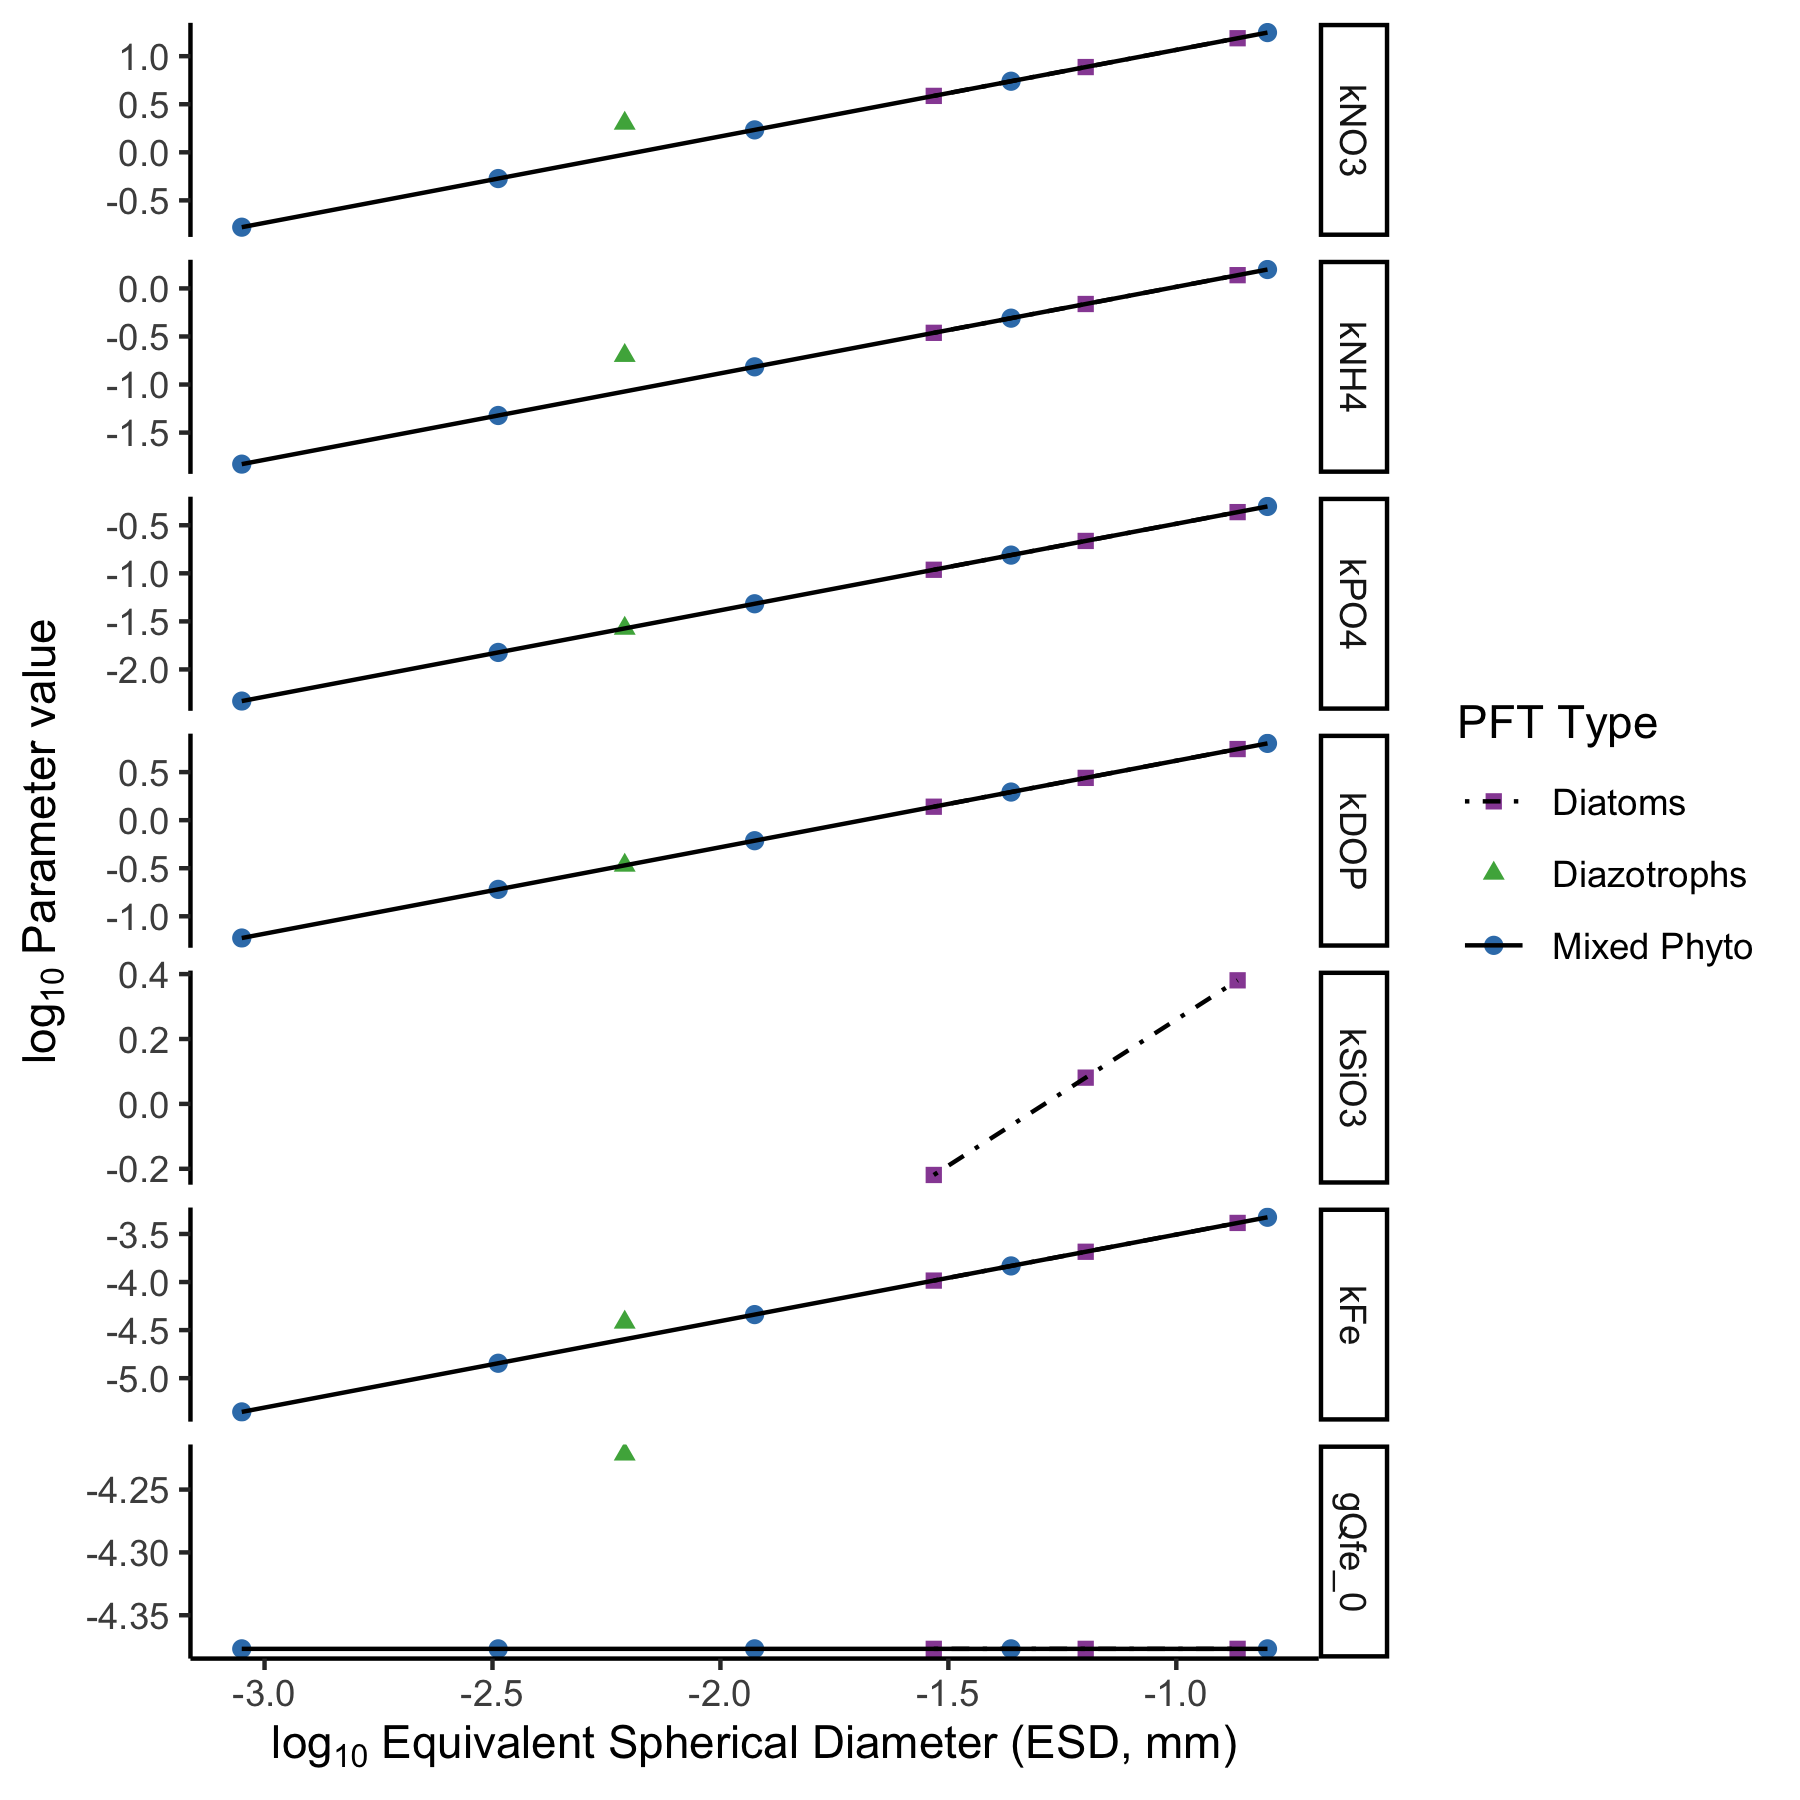 log10 Parameter value
1.0
0.5
0.0
-0.5
kNO3
0.0
-0.5
-1.0
-1.5
kNH4
-0.5
-1.0
-1.5
-2.0
kPO4
0.5
0.0
-0.5
-1.0
kDOP
0.4
0.2
0.0
-0.2
kSiO3
-3.5
-4.0
-4.5
-5.0
kFe
-4.25
-4.30
-4.35
gQfe_0
-3.0 -2.5 -2.0 -1.5 -1.0
log10 Equivalent Spherical Diameter (ESD, mm)
PFT Type
Diatoms
Diazotrophs
Mixed Phyto